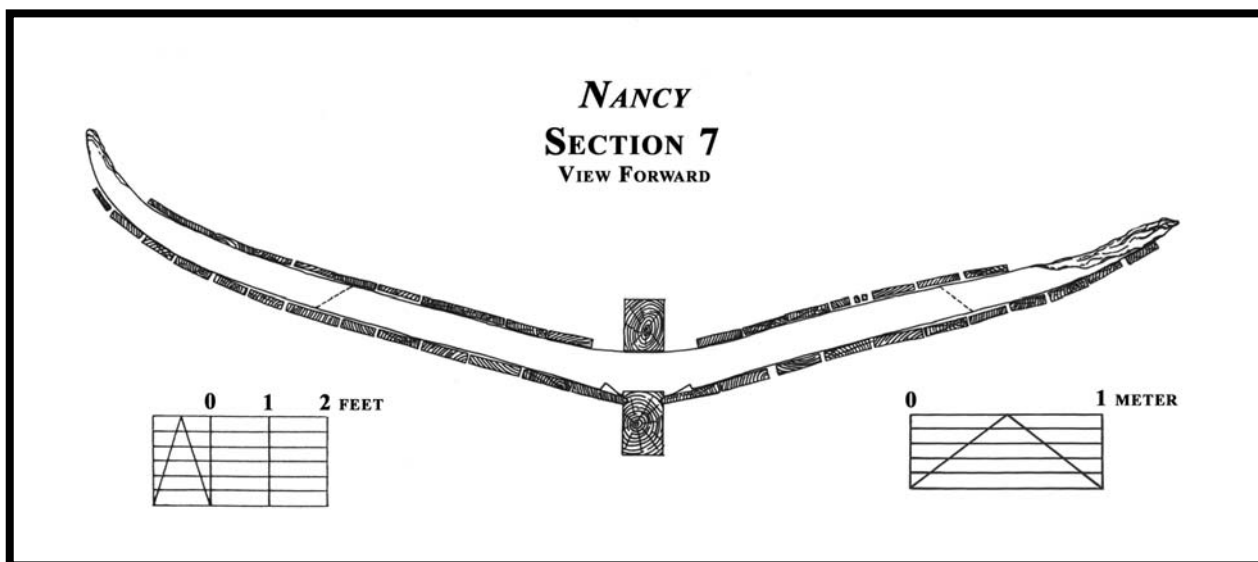 NANCY
SECTION 7
VIEW FORWARD
0 1 2 FEET
0 1 METER